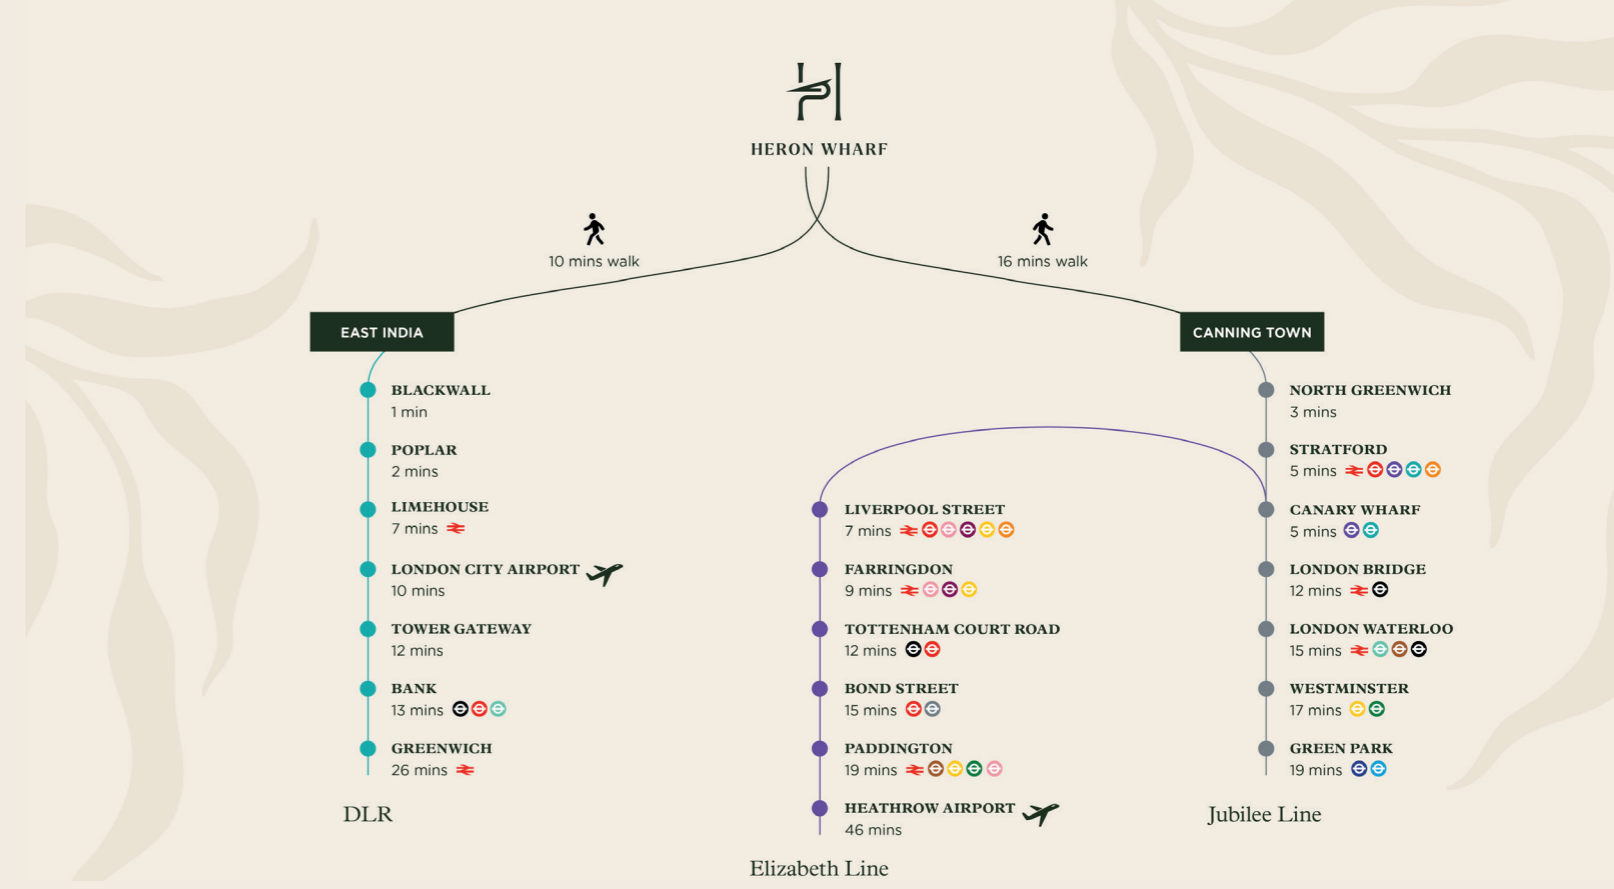 HERON WHARF
10 mins walk
16 mins walk
EAST INDIA
BLACKWALL
1 min
POPLAR
2 mins
LIMEHOUSE
7 mins
LONDON CITY AIRPORT
10 mins
TOWER GATEWAY
12 mins
BANK
13 mins
GREENWICH
26 mins
DLR
LIVERPOOL STREET
7 mins
FARRINGDON
9 mins
TOTTENHAM COURT ROAD
12 mins
BOND STREET
15 mins
PADDINGTON
19 mins
HEATHROW AIRPORT
46 mins
Elizabeth Line
CANNING TOWN
NORTH GREENWICH
3 mins
STRATFORD
5 mins
CANARY WHARF
5 mins
LONDON BRIDGE
12 mins
LONDON WATERLOO
15 mins
WESTMINSTER
17 mins
GREEN PARK
19 mins
Jubilee Line